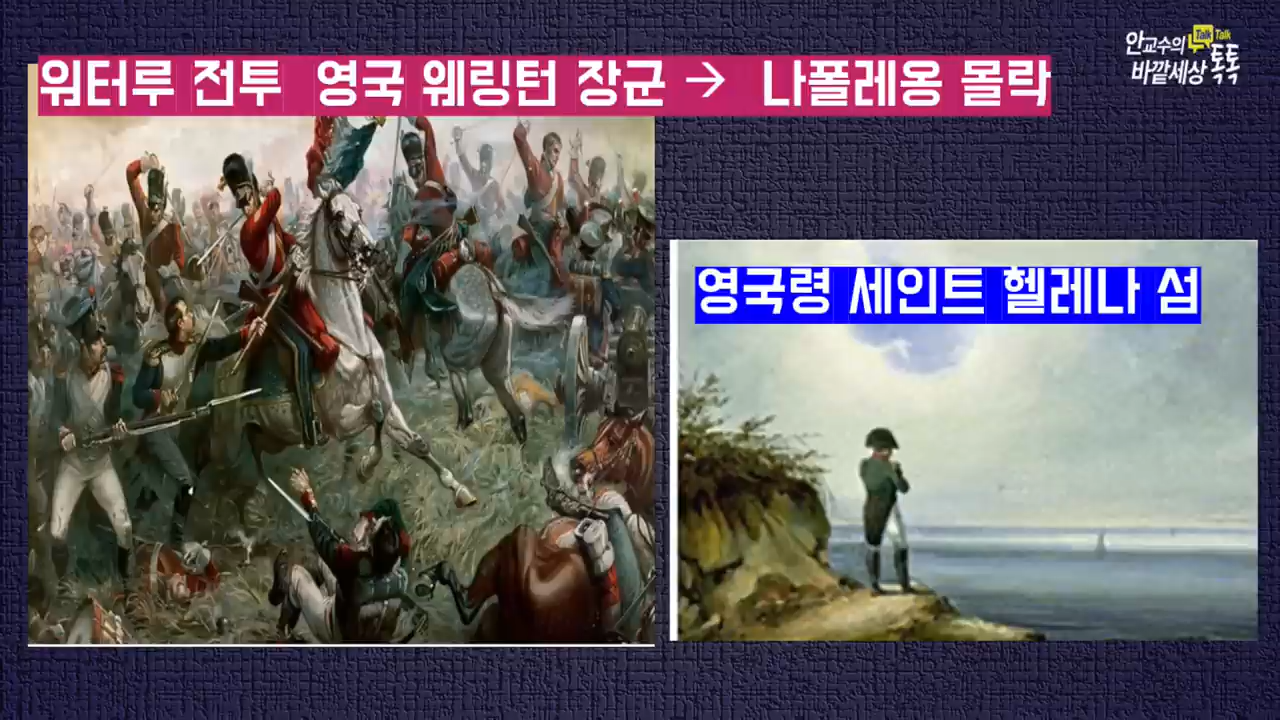 워터루 전투 영국 웨링턴 장군 → 나폴레옹 몰락
안교수의 Talk Talk
바깥세상 톡톡
영국령 세인트 헬레나 섬